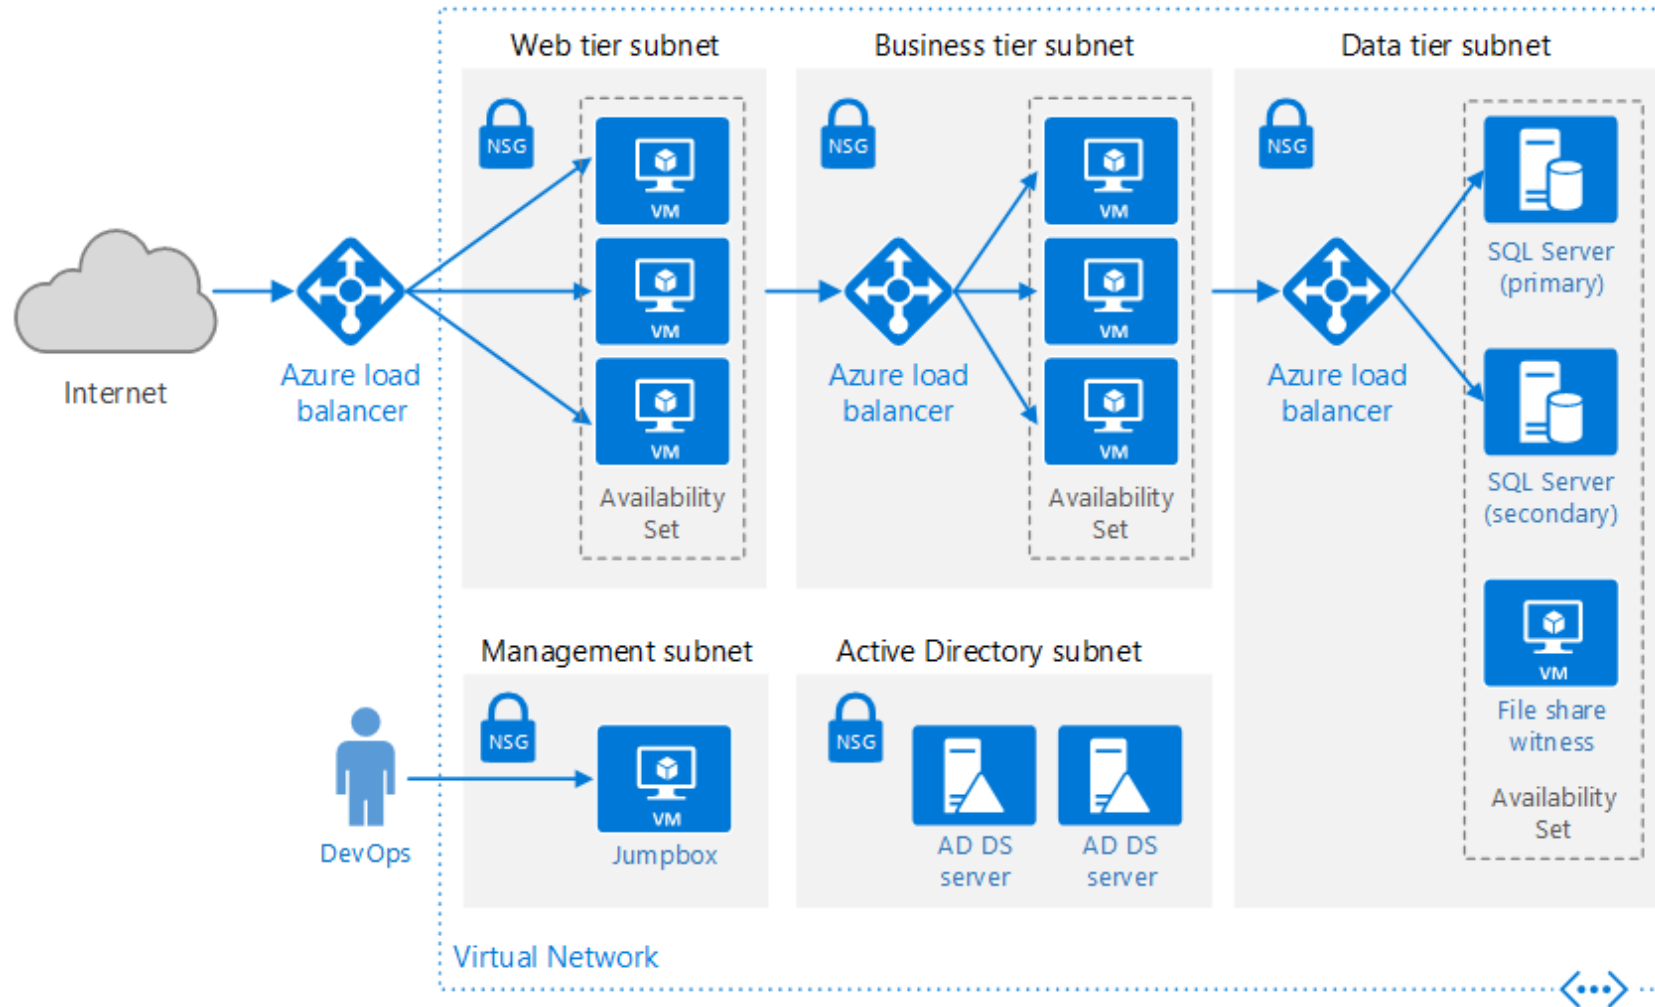 Web tier subnet
Business tier subnet
Data tier subnet
NSG
VM
VM
VM
Availability
Set
NSG
VM
VM
VM
Availability
Set
NSG
SQL Server
(primary)
SQL Server
(secondary)
VM
File share
witness
Availability
Set
Internet
Azure load
balancer
Azure load
balancer
Azure load
balancer
Management subnet
Active Directory subnet
NSG
VM
Jumpbox
DevOps
NSG
AD DS
server
AD DS
server
Virtual Network